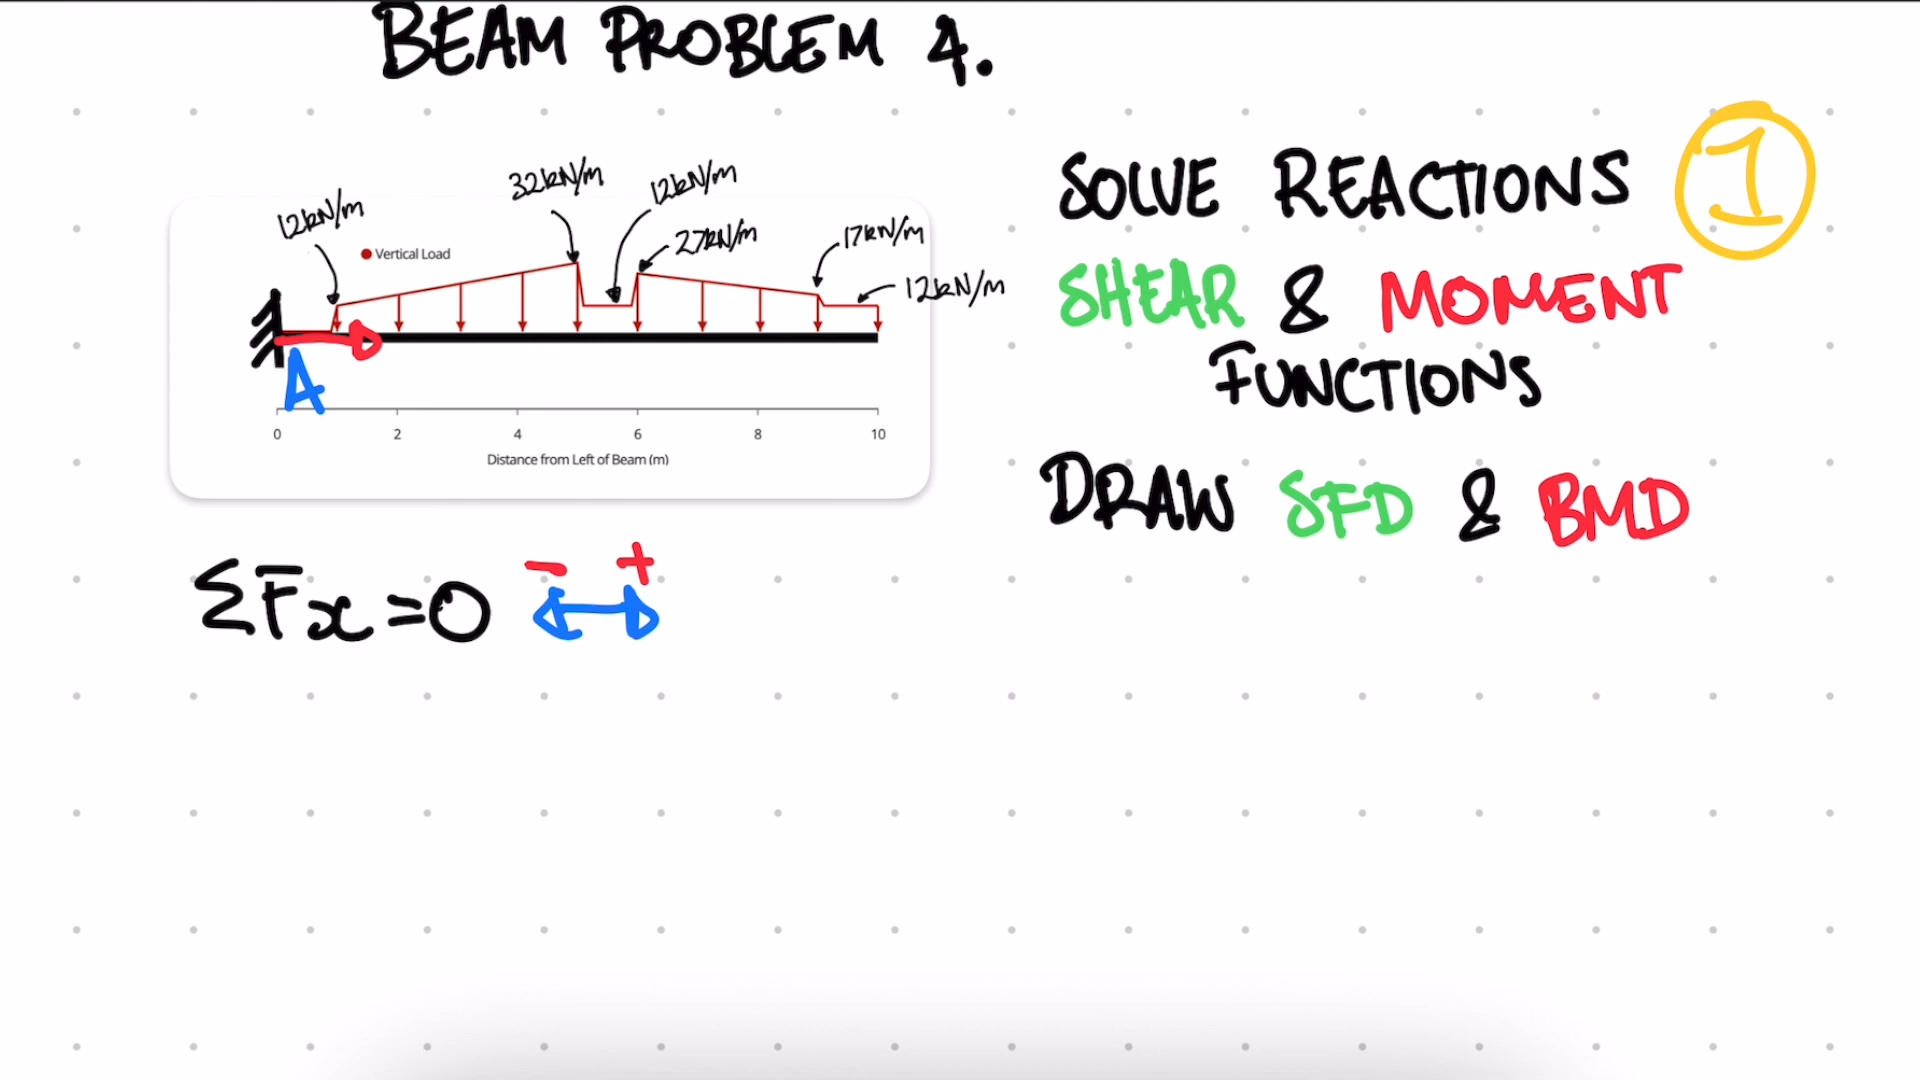 BEAM PROBLEM 4.
SOLVE REACTIONS 1
SHEAR & MOMENT
FUNCTIONS
DRAW SFD & BMD
12kN/m
32kN/m
12kN/m
27kN/m
17kN/m
12kN/m
Vertical Load
A
0 2 4 6 8 10
Distance from Left of Beam (m)
ΣFx=0
- +